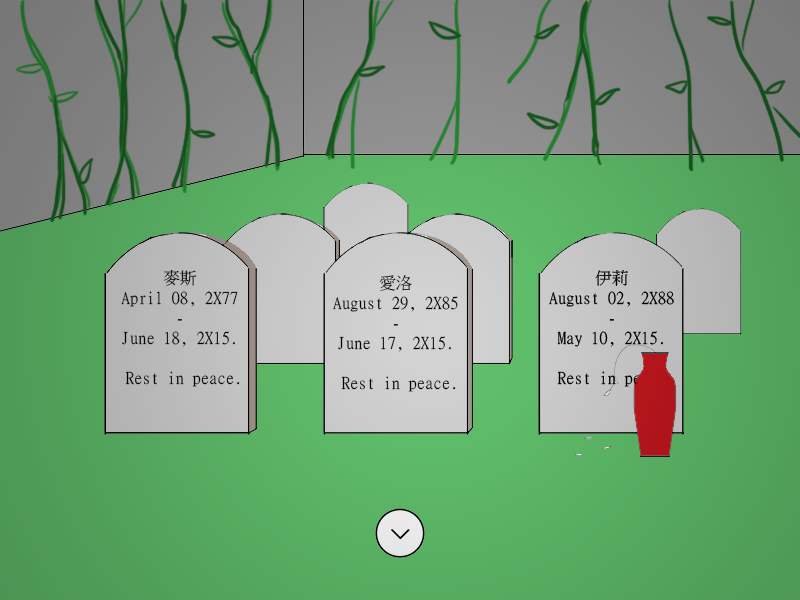 麥斯
April 08, 2X77
-
June 18, 2X15.
Rest in peace.
愛洛
August 29, 2X85
-
June 17, 2X15.
Rest in peace.
伊莉
August 02, 2X88
-
May 10, 2X15.
Rest in pe